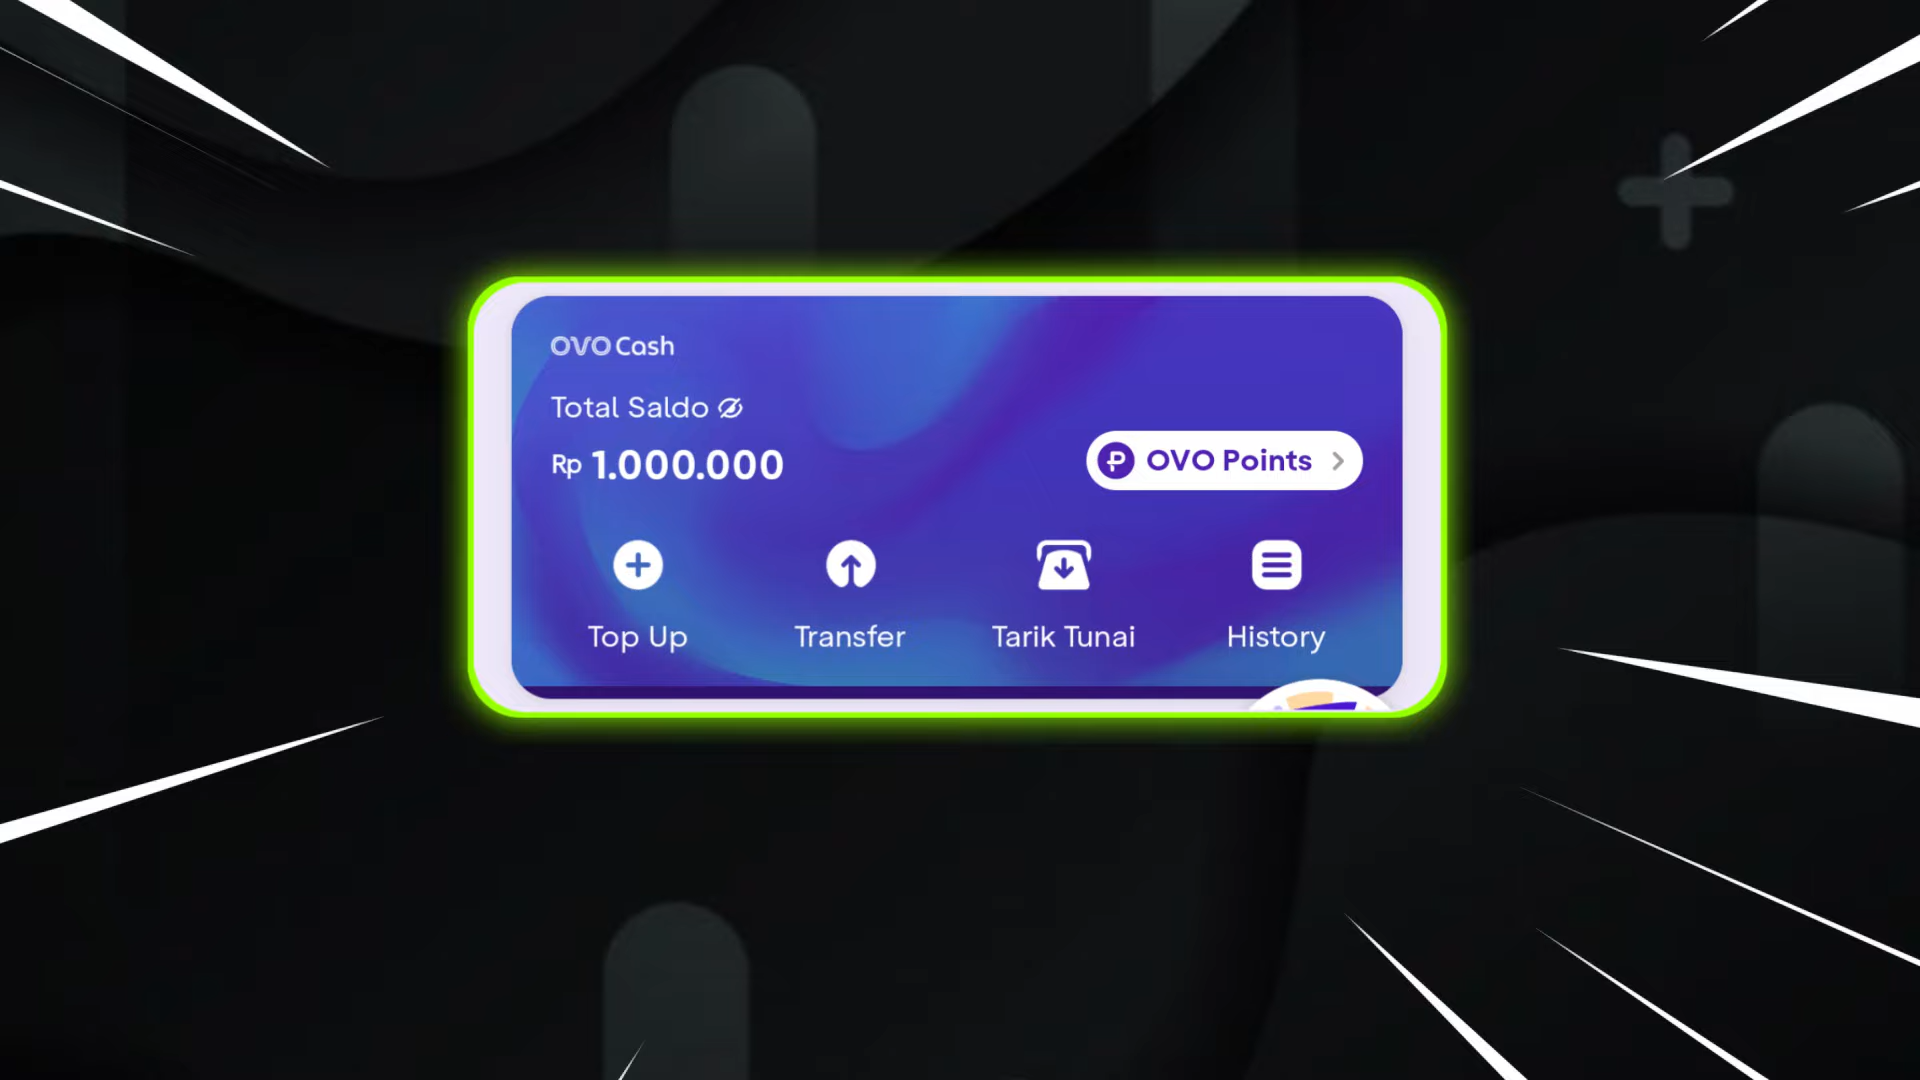 OVO Cash
Total Saldo
Rp 1.000.000
OVO Points
Top Up
Transfer
Tarik Tunai
History